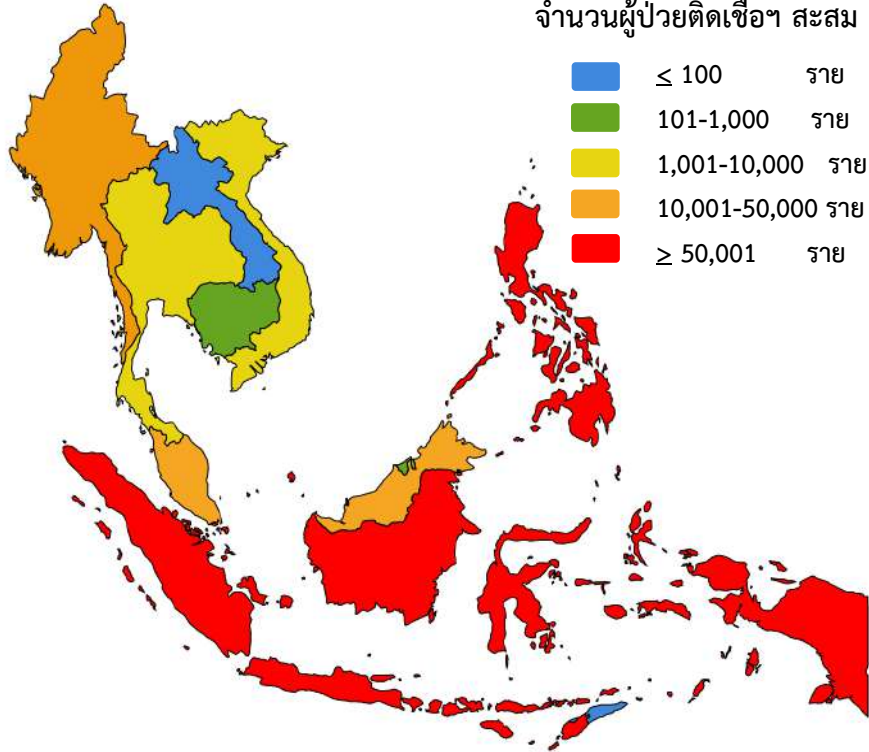 จำนวนผู้ป่วยติดเชื้อฯ สะสม
≤ 100 ราย
101-1,000 ราย
1,001-10,000 ราย
10,001-50,000 ราย
≥ 50,001 ราย